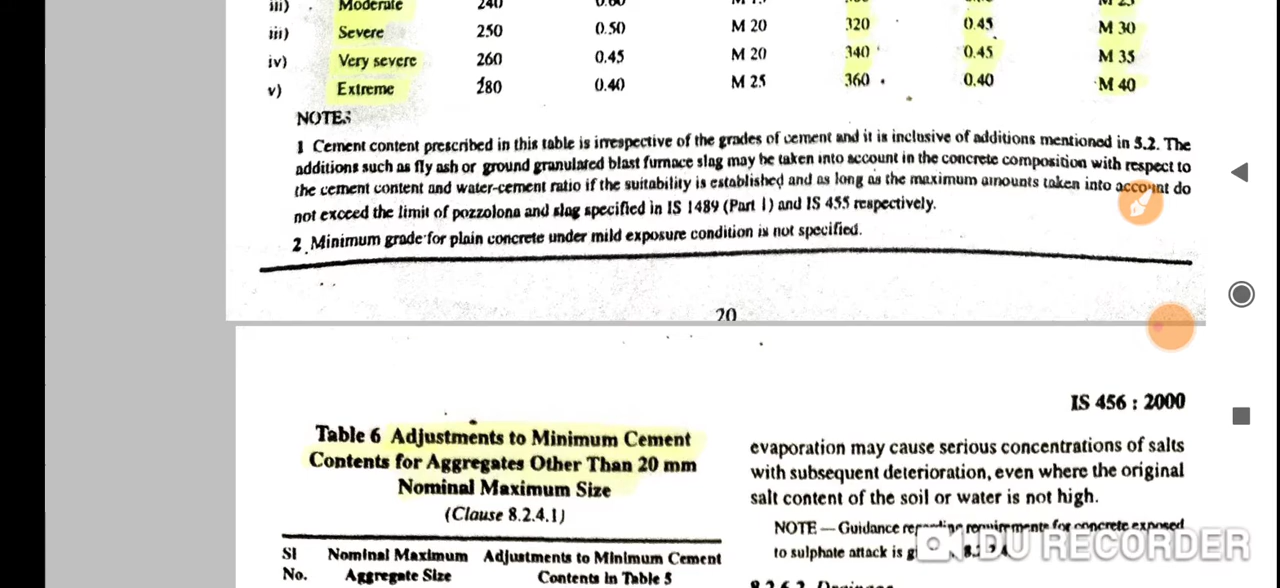 iii) Moderate 240 0.60
iii) Severe 250 0.50 M 20 320 0.45 M 30
iv) Very severe 260 0.45 M 20 340 0.45 M 35
v) Extreme 280 0.40 M 25 360 0.40 M 40
NOTES
1 Cement content prescribed in this table is irrespective of the grades of cement and it is inclusive of additions mentioned in 5.2. The
additions such as fly ash or ground granulated blast furnace slag may be taken into account in the concrete composition with respect to
the cement content and water-cement ratio if the suitability is established and as long as the maximum amounts taken into account do
not exceed the limit of pozzolona and slag specified in IS 1489 (Part 1) and IS 455 respectively.
2 Minimum grade for plain concrete under mild exposure condition is not specified.
20
IS 456 : 2000
Table 6 Adjustments to Minimum Cement
Contents for Aggregates Other Than 20 mm
Nominal Maximum Size
(Clause 8.2.4.1)
Sl Nominal Maximum Adjustments to Minimum Cement
No. Aggregate Size Contents in Table 5
evaporation may cause serious concentrations of salts
with subsequent deterioration, even where the original
salt content of the soil or water is not high.
NOTE — Guidance regarding requirements for concrete exposed
to sulphate attack is
DU RECORDER